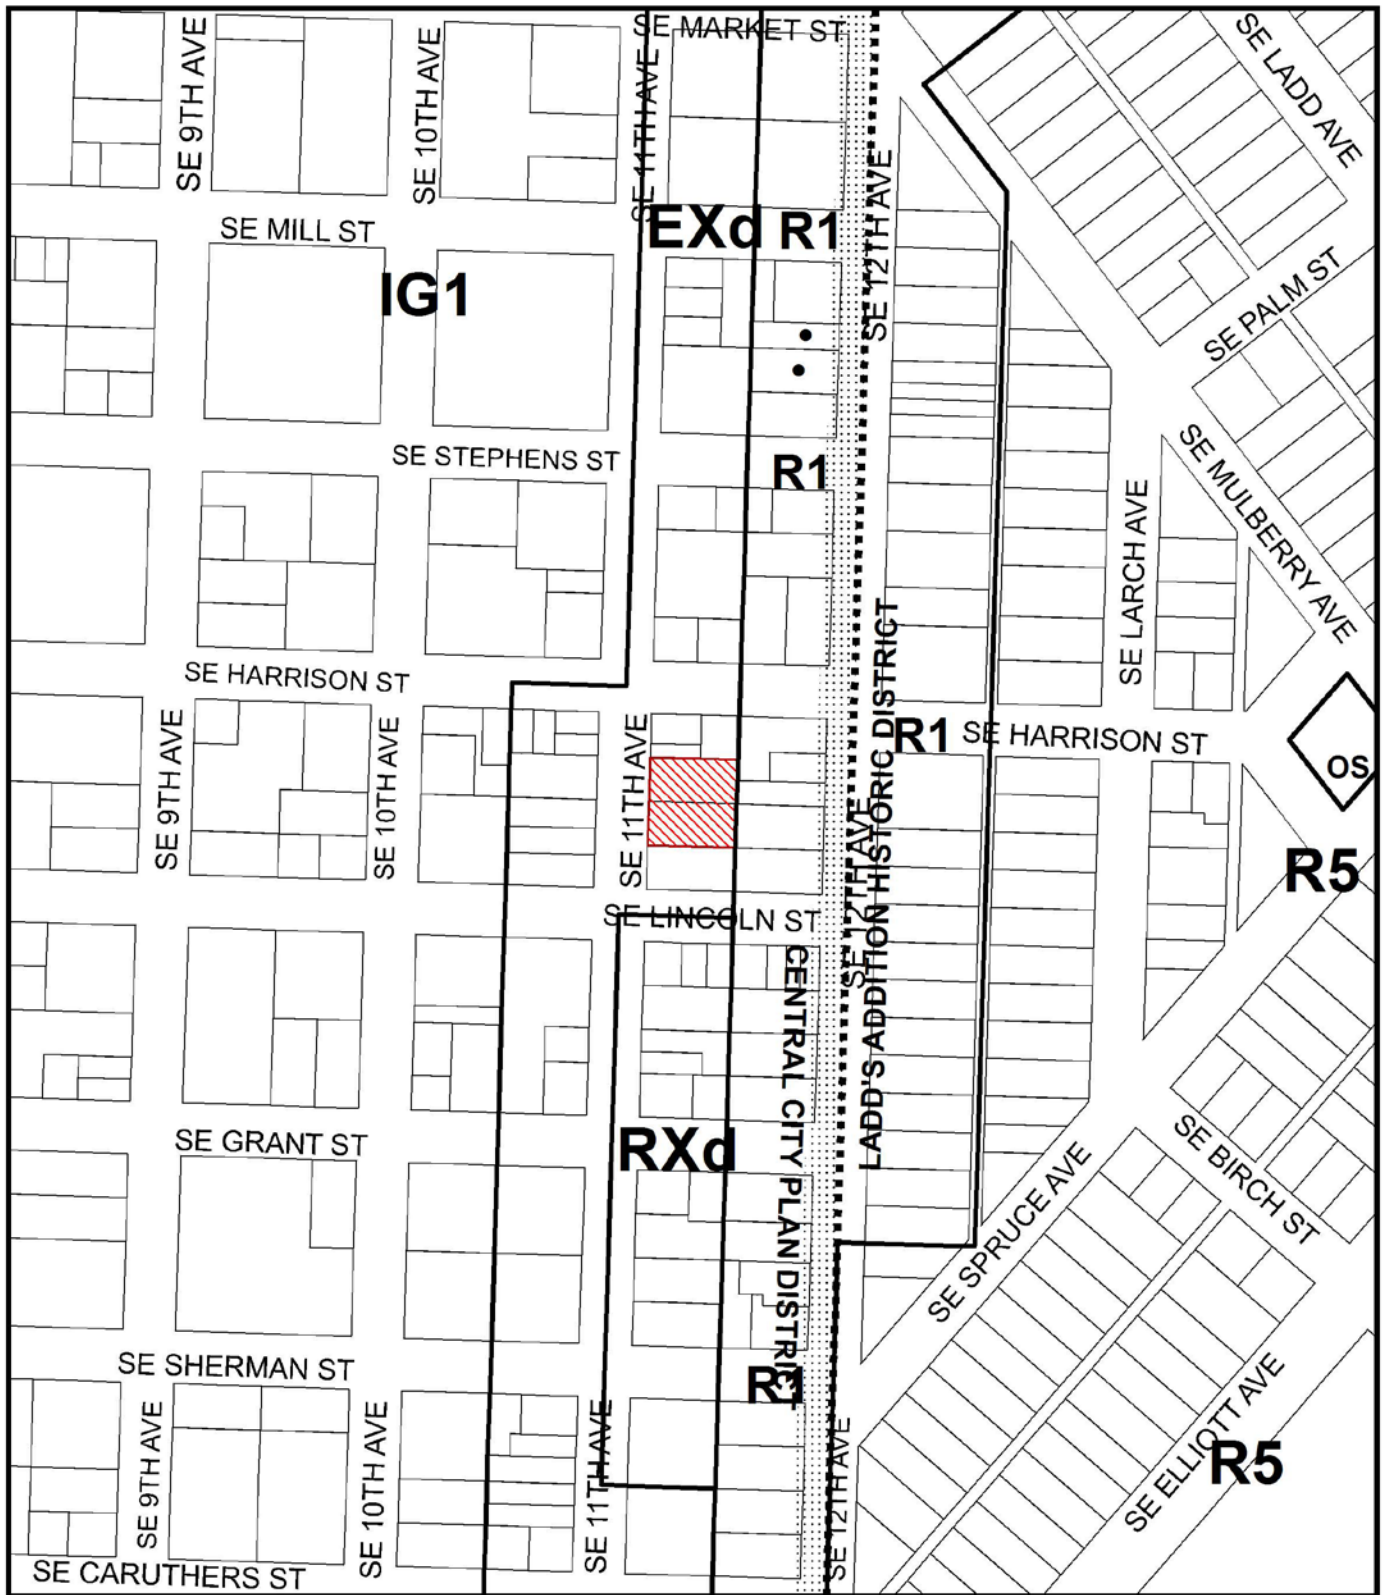 SE MARKET ST
SE 9TH AVE
SE 10TH AVE
SE 11TH AVE
SE LADD AVE
SE 12TH AVE
SE MILL ST
EXd
R1
IG1
SE PALM ST
SE STEPHENS ST
R1
SE MULBERRY AVE
SE LARCH AVE
SE HARRISON ST
SE 9TH AVE
SE 10TH AVE
SE 11TH AVE
R1
SE HARRISON ST
OS
SE 12TH AVE
LADD'S ADDITION HISTORIC DISTRICT
R5
SE LINCOLN ST
CENTRAL CITY PLAN DISTRICT
SE GRANT ST
RXd
SE BIRCH ST
SE SPRUCE AVE
SE SHERMAN ST
R1
SE 9TH AVE
SE 10TH AVE
SE 11TH AVE
SE 12TH AVE
SE ELLIOTT AVE
R5
SE CARUTHERS ST